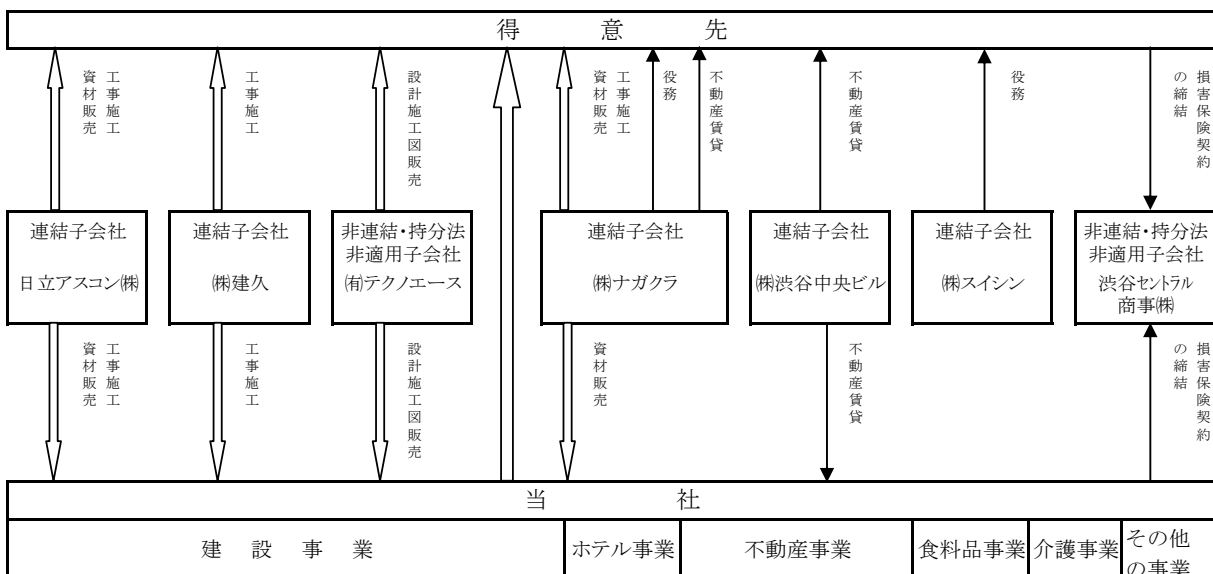 得意先
資材販売
工事施工
工事施工
設計施工図販売
資材販売
工事施工
役務
不動産賃貸
不動産賃貸
役務
損害保険契約
の締結
連結子会社
日立アスコン㈱
連結子会社
㈱建久
非連結・持分法
非適用子会社
㈲テクノエース
連結子会社
㈱ナガクラ
連結子会社
㈱渋谷中央ビル
連結子会社
㈱スイシン
非連結・持分法
非適用子会社
渋谷セントラル
商事㈱
資材販売
工事施工
工事施工
設計施工図販売
資材販売
不動産賃貸
損害保険契約
の締結
当社
建設事業
ホテル事業
不動産事業
食料品事業
介護事業
その他
の事業